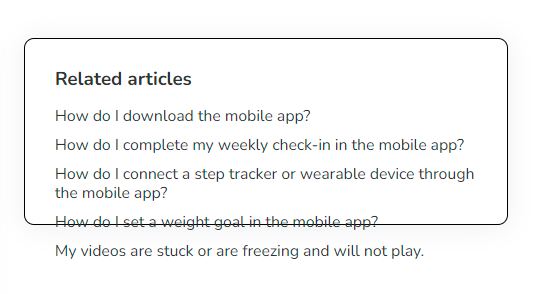 Related articles
How do I download the mobile app?
How do I complete my weekly check-in in the mobile app?
How do I connect a step tracker or wearable device through
the mobile app?
How do I set a weight goal in the mobile app?
My videos are stuck or are freezing and will not play.